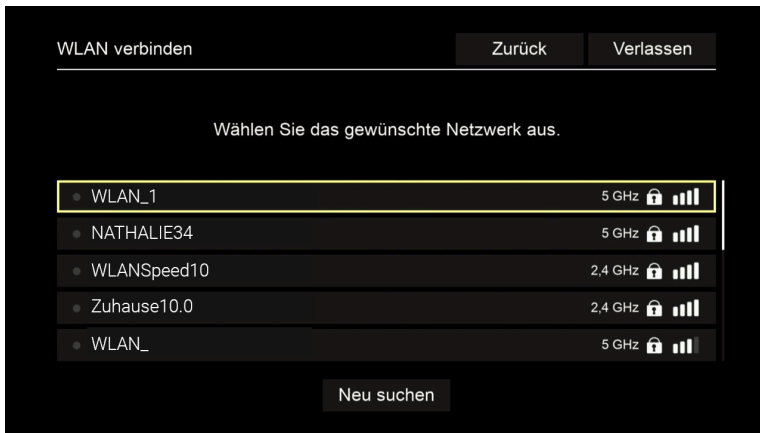 WLAN verbinden Zurück Verlassen
Wählen Sie das gewünschte Netzwerk aus.
WLAN_1 5 GHz
NATHALIE34 5 GHz
WLANSpeed10 2,4 GHz
Zuhause10.0 2,4 GHz
WLAN_ 5 GHz
Neu suchen